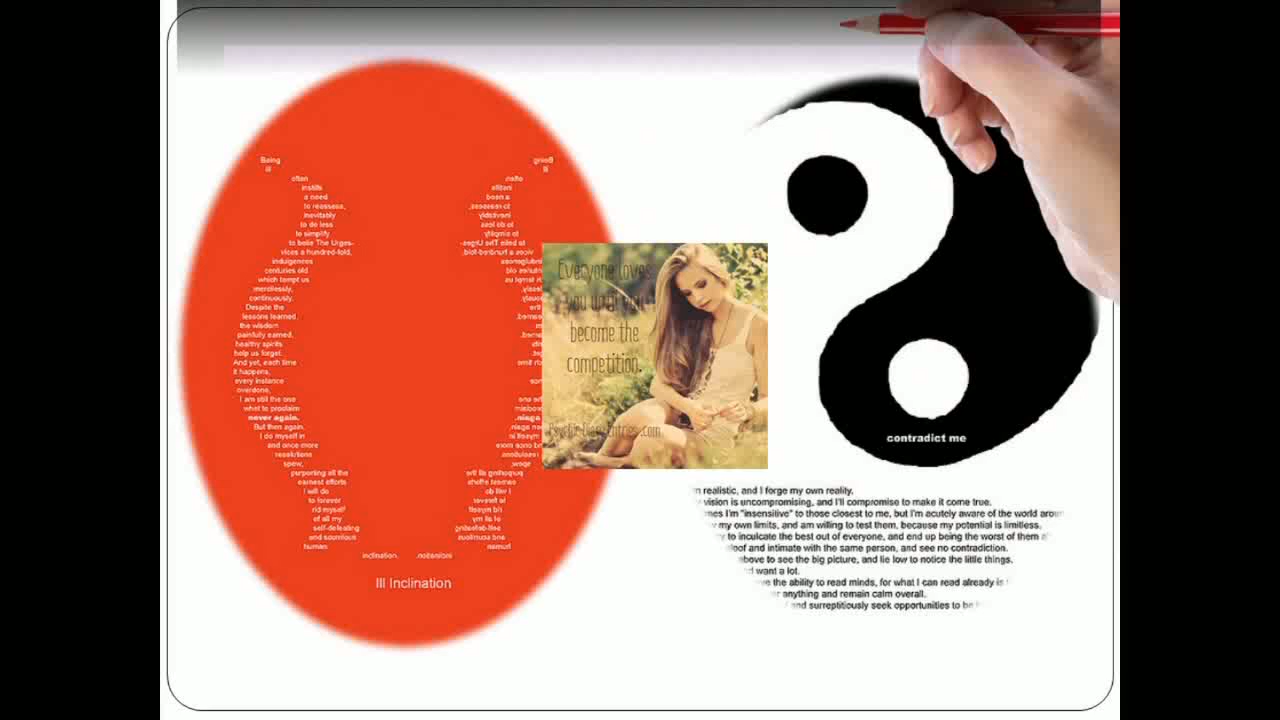 Being
ill
often
instills
a need
to reassess,
inevitably
to do less
to simplify
to belie The Urges-
vices a hundred-fold,
indulgences
centuries old
which tempt us
mercilessly,
continuously.
Despite the
lessons learned,
the wisdom
painfully earned,
healthy spirits
help us forget.
And yet, each time
it happens,
every instance
overdone,
I am still the one
what to proclaim
never again.
But then again,
I do myself in
and once more
resolutions
spew,
purporting all the
earnest efforts
I will do
to forever
rid myself
of all my
self-defeating
and scurrilous
human
inclination.
Ill Inclination
Everyone loves
you until you
become the
competition.
Psychic Diary Entries .com
contradict me
realistic, and I forge my own reality.
vision is uncompromising, and I'll compromise to make it come true.
I'm "insensitive" to those closest to me, but I'm acutely aware of the world
my own limits, and am willing to test them, because my potential is limitless.
to inculcate the best out of everyone, and end up being the worst of them
and intimate with the same person, and see no contradiction.
above to see the big picture, and lie low to notice the little things.
want a lot.
the ability to read minds, for what I can read already is
anything and remain calm overall.
and surreptitiously seek opportunities to be